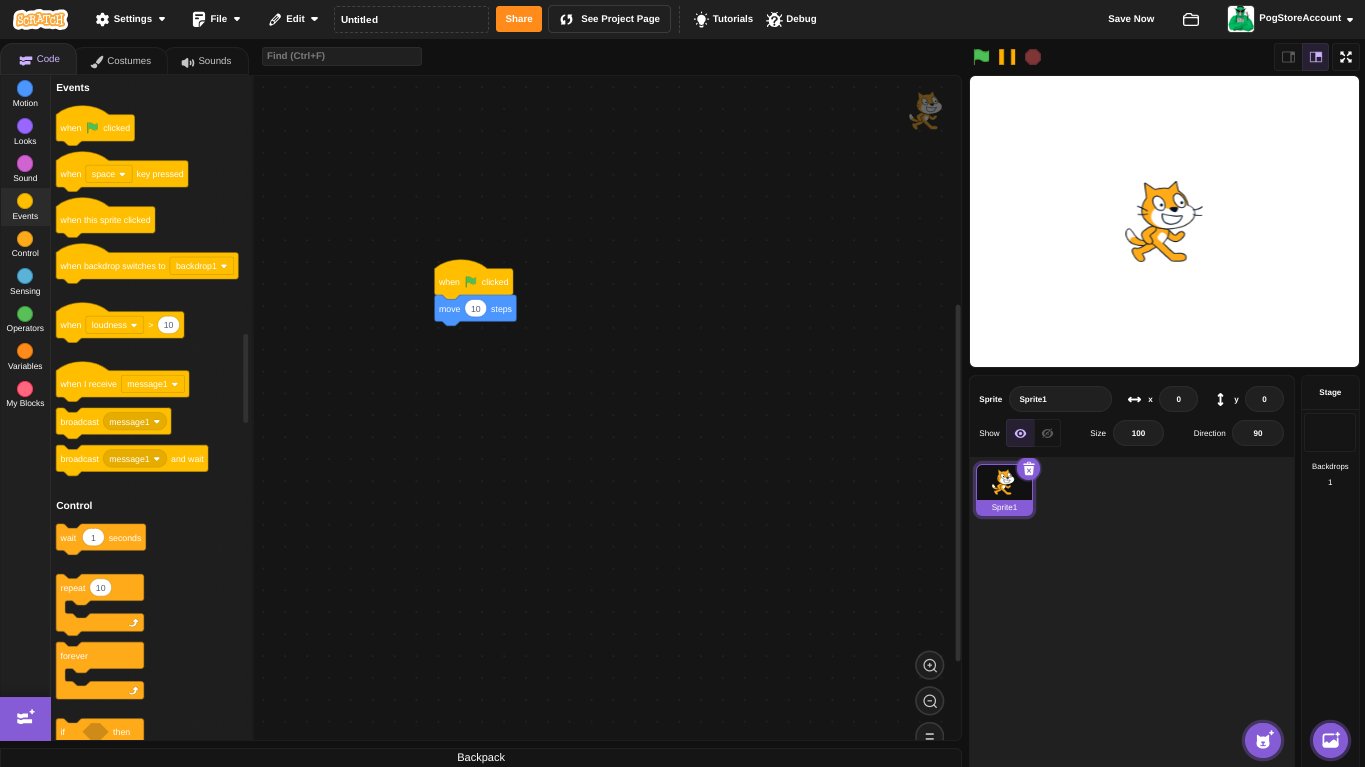 SCRATCH
Settings
File
Edit
Untitled
Share
See Project Page
Tutorials
Debug
Save Now
PogStoreAccount
Code
Costumes
Sounds
Find (Ctrl+F)
Motion
Looks
Sound
Events
Control
Sensing
Operators
Variables
My Blocks
Events
when clicked
when space key pressed
when this sprite clicked
when backdrop switches to backdrop1
when loudness > 10
when I receive message1
broadcast message1
broadcast message1 and wait
Control
wait 1 seconds
repeat 10
forever
if then
when clicked
move 10 steps
Sprite Sprite1 x 0 y 0
Show Size 100 Direction 90
Sprite1
Stage
Backdrops
1
Backpack